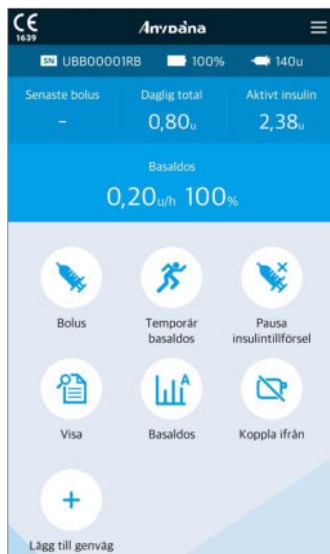 CE
1639
AnyDàna
SN UBB00001RB 100% 140u
Senaste bolus Daglig total Aktivt insulin
- 0,80u 2,38u
Basaldos
0,20u/h 100%
Bolus Temporär basaldos Pausa insulintillförsel
Visa Basaldos Koppla ifrån
A
Lägg till genväg